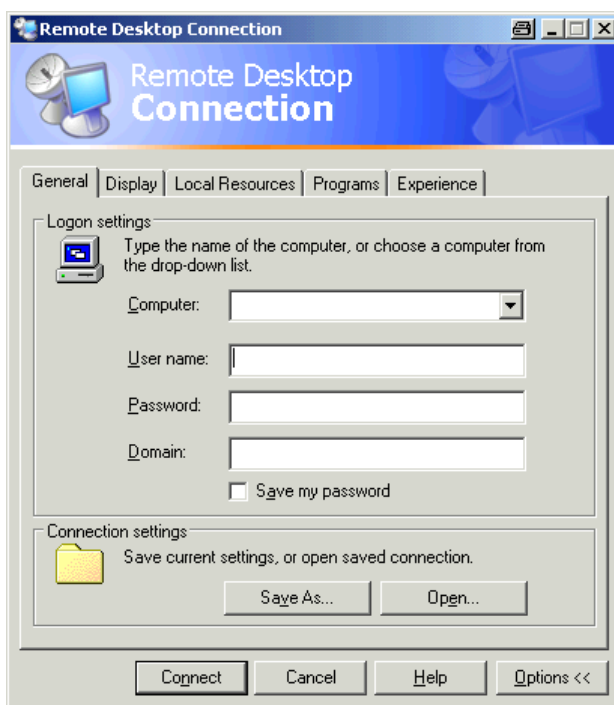 Remote Desktop Connection
Remote Desktop
Connection
General Display Local Resources Programs Experience
Logon settings
Type the name of the computer, or choose a computer from
the drop-down list.
Computer:
User name:
Password:
Domain:
Save my password
Connection settings
Save current settings, or open saved connection.
Save As... Open...
Connect Cancel Help Options <<